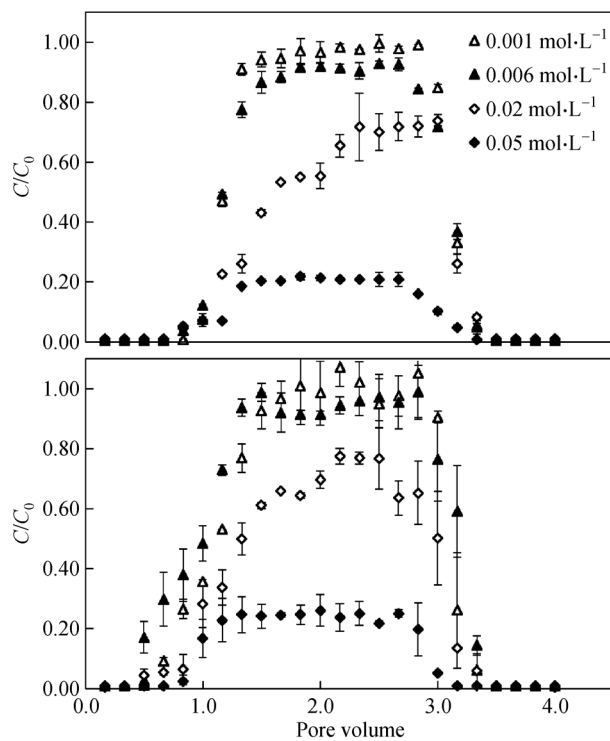 1.00
0.80
0.60
0.40
0.20
0.00
C/C₀
△ 0.001 mol·L⁻¹
▲ 0.006 mol·L⁻¹
◇ 0.02 mol·L⁻¹
◆ 0.05 mol·L⁻¹
1.00
0.80
0.60
0.40
0.20
0.00
C/C₀
0.0 1.0 2.0 3.0 4.0
Pore volume